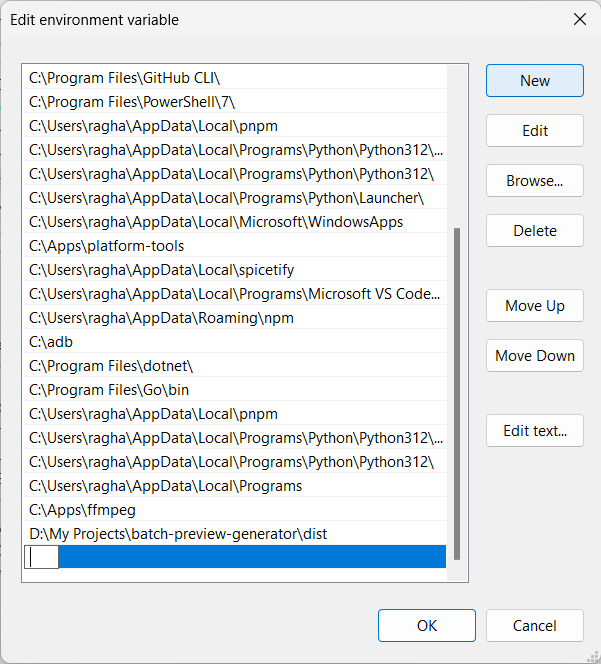 Edit environment variable
C:\Program Files\GitHub CLI\
C:\Program Files\PowerShell\7\
C:\Users\ragha\AppData\Local\pnpm
C:\Users\ragha\AppData\Local\Programs\Python\Python312\...
C:\Users\ragha\AppData\Local\Programs\Python\Python312\
C:\Users\ragha\AppData\Local\Programs\Python\Launcher\
C:\Users\ragha\AppData\Local\Microsoft\WindowsApps
C:\Apps\platform-tools
C:\Users\ragha\AppData\Local\spicetify
C:\Users\ragha\AppData\Local\Programs\Microsoft VS Code...
C:\Users\ragha\AppData\Roaming\npm
C:\adb
C:\Program Files\dotnet\
C:\Program Files\Go\bin
C:\Users\ragha\AppData\Local\pnpm
C:\Users\ragha\AppData\Local\Programs\Python\Python312\...
C:\Users\ragha\AppData\Local\Programs\Python\Python312\
C:\Users\ragha\AppData\Local\Programs
C:\Apps\ffmpeg
D:\My Projects\batch-preview-generator\dist
New
Edit
Browse...
Delete
Move Up
Move Down
Edit text...
OK
Cancel